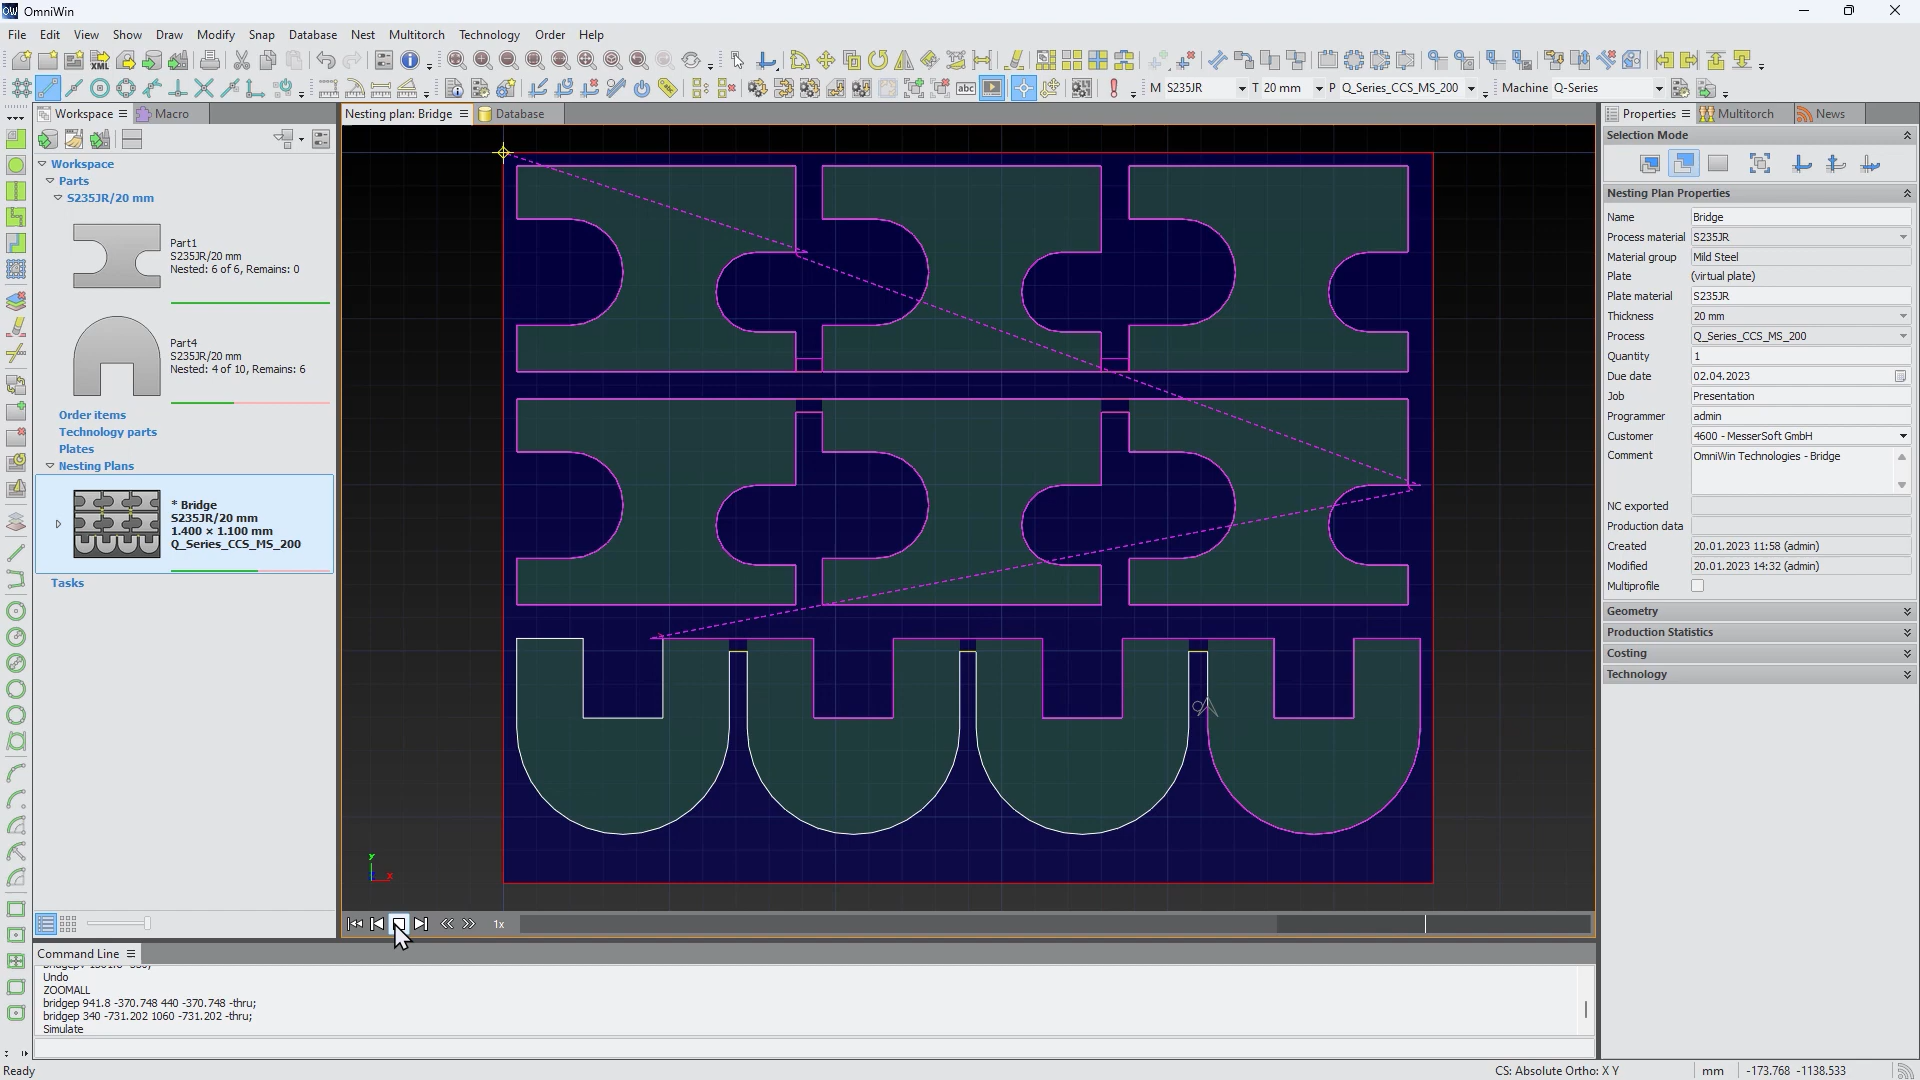 OW OmniWin
File Edit View Show Draw Modify Snap Database Nest Multitorch Technology Order Help
XML
abc M S235JR T 20 mm P Q_Series_CCS_MS_200 Machine Q-Series
Workspace Macro
Workspace
Parts
S235JR/20 mm
Part1
S235JR/20 mm
Nested: 6 of 6, Remains: 0
Part4
S235JR/20 mm
Nested: 4 of 10, Remains: 6
Order items
Technology parts
Plates
Nesting Plans
* Bridge
S235JR/20 mm
1.400 × 1.100 mm
Q_Series_CCS_MS_200
Tasks
Nesting plan: Bridge Database
y
x
1x
Properties Multitorch News
Selection Mode
Nesting Plan Properties
Name Bridge
Process material S235JR
Material group Mild Steel
Plate (virtual plate)
Plate material S235JR
Thickness 20 mm
Process Q_Series_CCS_MS_200
Quantity 1
Due date 02.04.2023
Job Presentation
Programmer admin
Customer 4600 - MesserSoft GmbH
Comment OmniWin Technologies - Bridge
NC exported
Production data
Created 20.01.2023 11:58 (admin)
Modified 20.01.2023 14:32 (admin)
Multiprofile
Geometry
Production Statistics
Costing
Technology
Command Line
Undo
ZOOMALL
bridgep 941.8 -370.748 440 -370.748 -thru;
bridgep 340 -731.202 1060 -731.202 -thru;
Simulate
Ready CS: Absolute Ortho: X Y mm -173.768 -1138.533